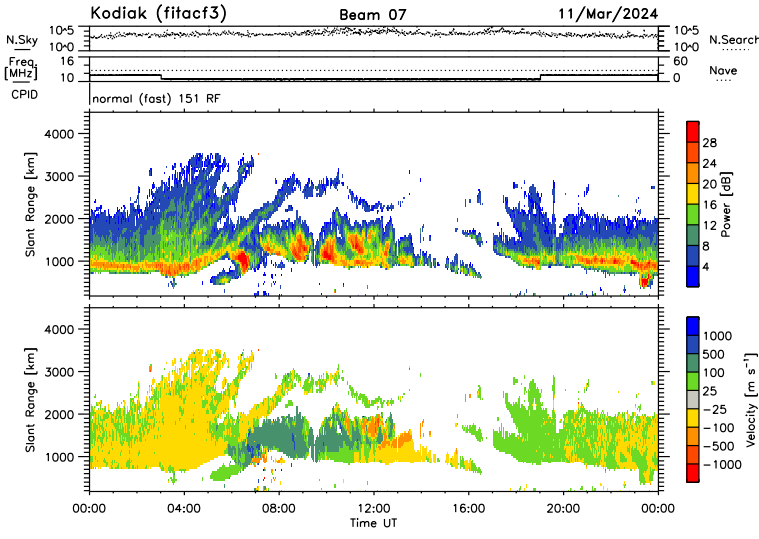 Kodiak (fitacf3) Beam 07 11/Mar/2024
N.Sky 10^5 10^0 10^5 10^0 N.Search
Freq. [MHz] 16 10 60 0 Nave
CPID normal (fast) 151 RF
Slant Range [km] 4000 3000 2000 1000
28 24 20 16 12 8 4 Power [dB]
Slant Range [km] 4000 3000 2000 1000
1000 500 100 25 −25 −100 −500 −1000 Velocity [m s⁻¹]
00:00 04:00 08:00 12:00 16:00 20:00 00:00
Time UT